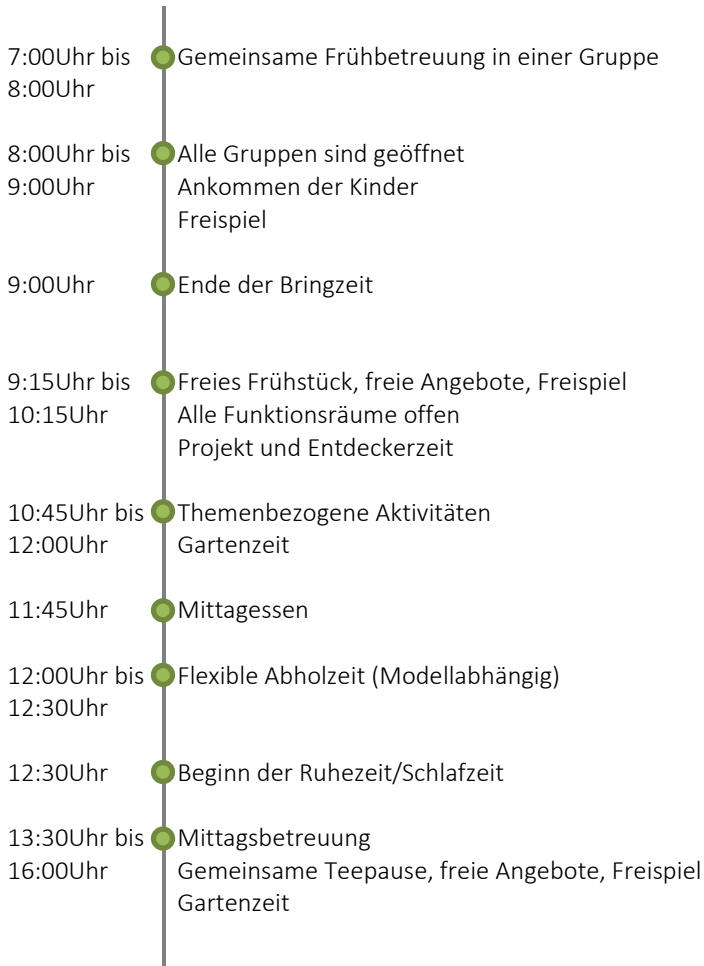 7:00Uhr bis Gemeinsame Frühbetreuung in einer Gruppe
8:00Uhr
8:00Uhr bis Alle Gruppen sind geöffnet
9:00Uhr Ankommen der Kinder
Freispiel
9:00Uhr Ende der Bringzeit
9:15Uhr bis Freies Frühstück, freie Angebote, Freispiel
10:15Uhr Alle Funktionsräume offen
Projekt und Entdeckerzeit
10:45Uhr bis Themenbezogene Aktivitäten
12:00Uhr Gartenzeit
11:45Uhr Mittagessen
12:00Uhr bis Flexible Abholzeit (Modellabhängig)
12:30Uhr
12:30Uhr Beginn der Ruhezeit/Schlafzeit
13:30Uhr bis Mittagsbetreuung
16:00Uhr Gemeinsame Teepause, freie Angebote, Freispiel
Gartenzeit